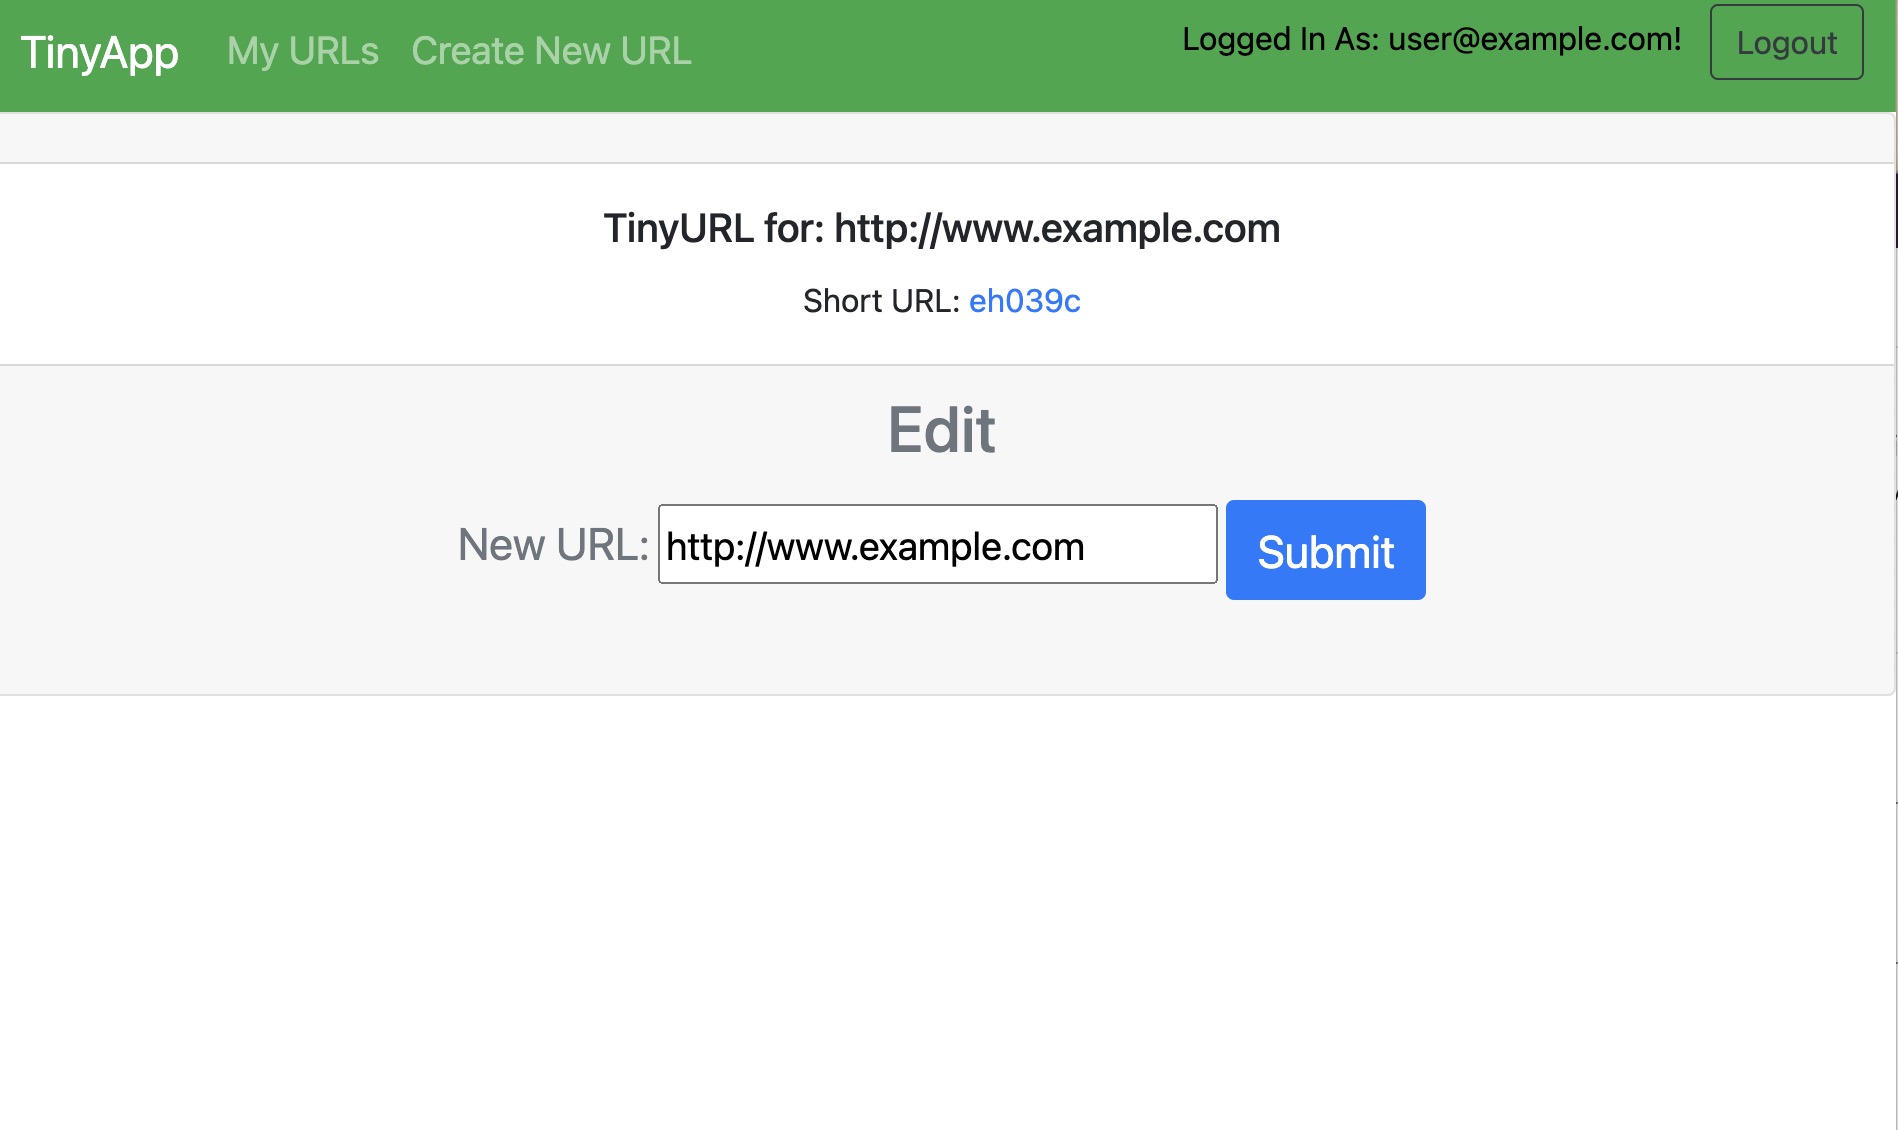 TinyApp My URLs Create New URL Logged In As: user@example.com! Logout
TinyURL for: http://www.example.com
Short URL: eh039c
Edit
New URL: http://www.example.com Submit